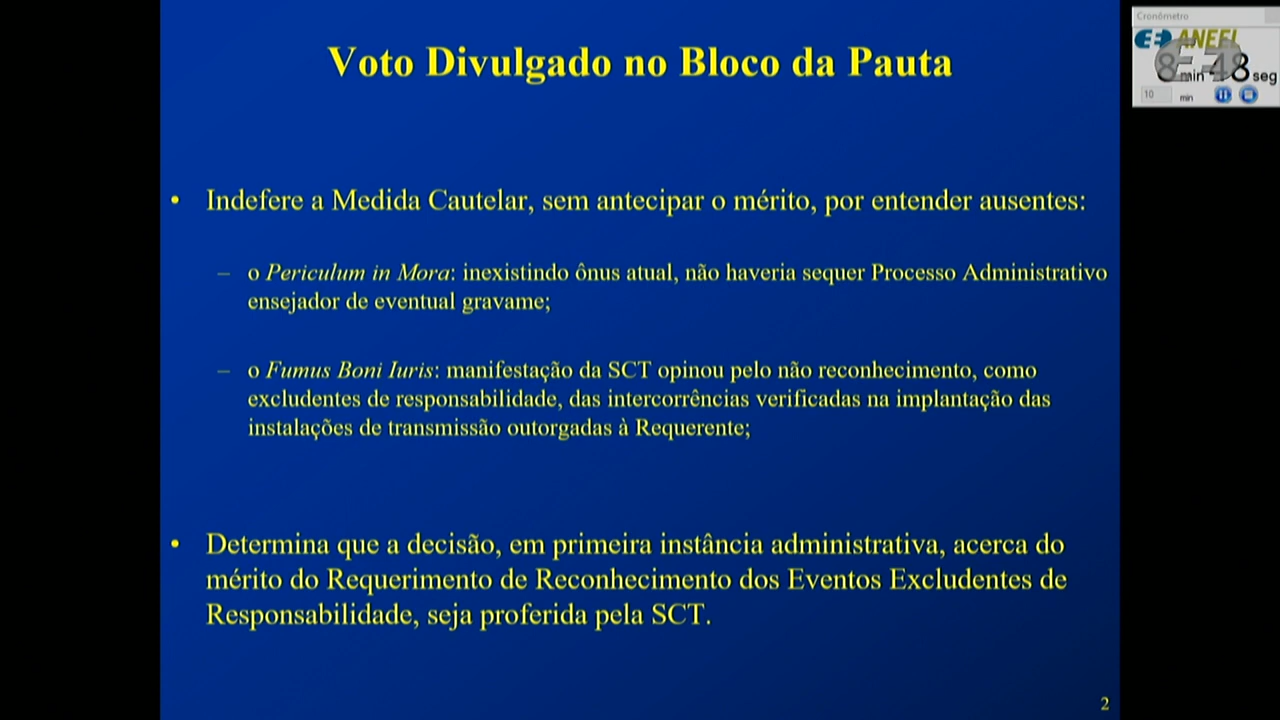 Voto Divulgado no Bloco da Pauta
Cronômetro
ANEEL
8 min 48 seg
10 min
• Indefere a Medida Cautelar, sem antecipar o mérito, por entender ausentes:
– o Periculum in Mora: inexistindo ônus atual, não haveria sequer Processo Administrativo
ensejador de eventual gravame;
– o Fumus Boni Iuris: manifestação da SCT opinou pelo não reconhecimento, como
excludentes de responsabilidade, das intercorrências verificadas na implantação das
instalações de transmissão outorgadas à Requerente;
• Determina que a decisão, em primeira instância administrativa, acerca do
mérito do Requerimento de Reconhecimento dos Eventos Excludentes de
Responsabilidade, seja proferida pela SCT.
2